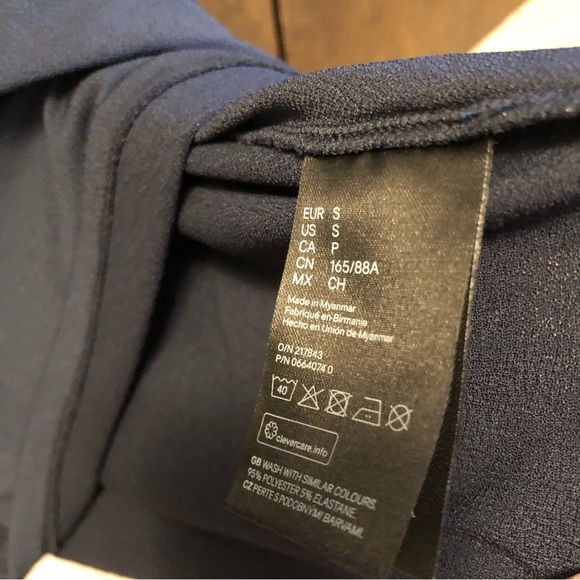 EUR S
US S
CA P
CN 165/88A
MX CH
Made in Myanmar
Fabriqué en Birmanie
Hecho en Unión de Myanmar
O/N 217843
P/N 0664074 0
40
clevercare.info
GB WASH WITH SIMILAR COLOURS.
95% POLYESTER 5% ELASTANE.
CZ PERTE S PODOBNÝMI BARVAMI.